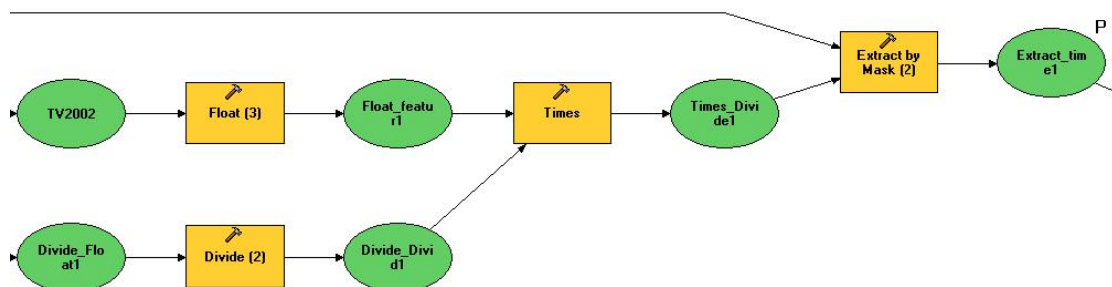 P
Extract by
Mask (2)
Extract_tim
e1
TV2002
Float (3)
Float_featu
r1
Times
Times_Divi
de1
Divide_Flo
at1
Divide (2)
Divide_Divi
d1